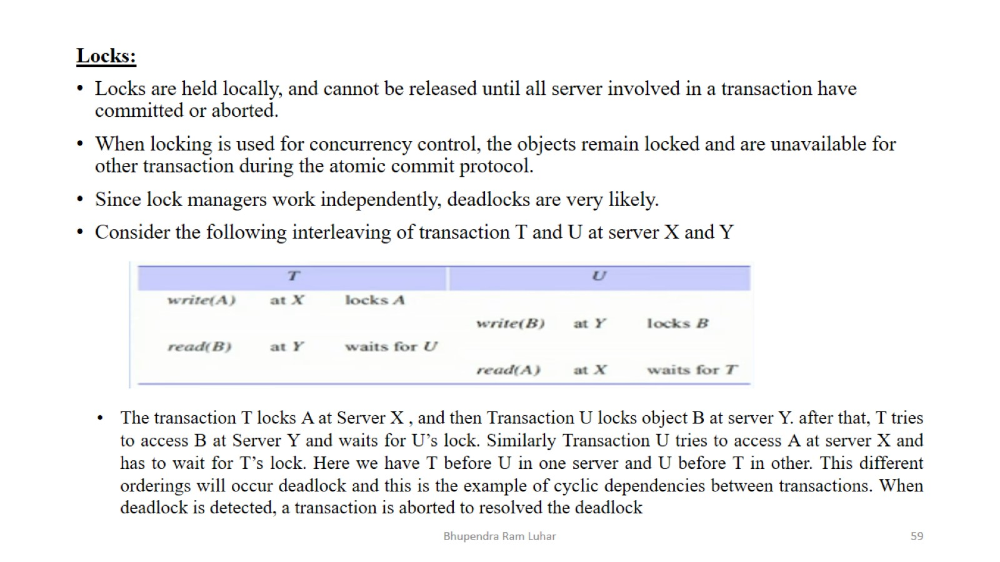 Locks:
• Locks are held locally, and cannot be released until all server involved in a transaction have
committed or aborted.
• When locking is used for concurrency control, the objects remain locked and are unavailable for
other transaction during the atomic commit protocol.
• Since lock managers work independently, deadlocks are very likely.
• Consider the following interleaving of transaction T and U at server X and Y
T U
write(A) at X locks A
write(B) at Y locks B
read(B) at Y waits for U
read(A) at X waits for T
• The transaction T locks A at Server X , and then Transaction U locks object B at server Y. after that, T tries
to access B at Server Y and waits for U’s lock. Similarly Transaction U tries to access A at server X and
has to wait for T’s lock. Here we have T before U in one server and U before T in other. This different
orderings will occur deadlock and this is the example of cyclic dependencies between transactions. When
deadlock is detected, a transaction is aborted to resolved the deadlock
Bhupendra Ram Luhar 59